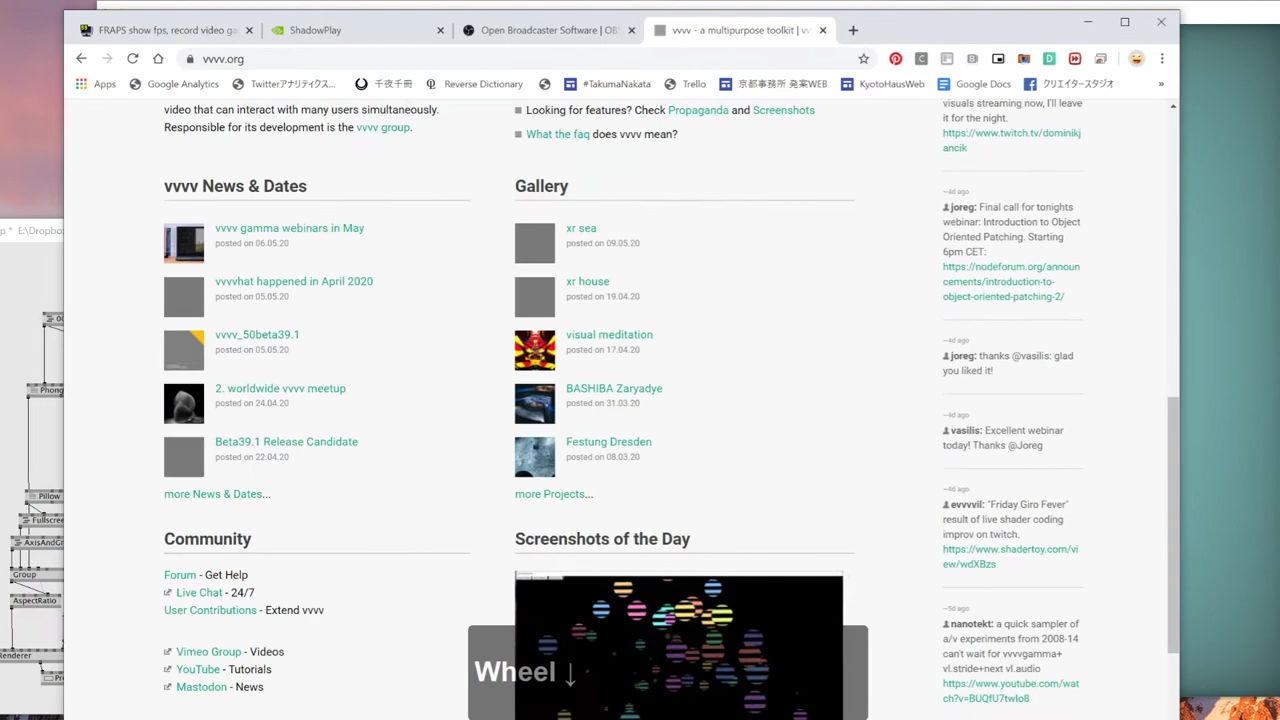 FRAPS show fps, record video ga
ShadowPlay
Open Broadcaster Software | OB
vvvv - a multipurpose toolkit | vv
vvvv.org
Apps
Google Analytics
Twitterアナリティクス...
千夜千冊
Reverse Dictionary
#TakumaNakata
Trello
京都事務所 発案WEB
KyotoHausWeb
Google Docs
クリエイタースタジオ
»
p * E:\Dropbo
Phong
Pillow
Fullscree
AxisAndGr
Group
AspectRatio
Renderer
video that can interact with many users simultaneously.
Responsible for its development is the vvvv group.
Looking for features? Check Propaganda and Screenshots
What the faq does vvvv mean?
vvvv News & Dates
vvvv gamma webinars in May
posted on 06.05.20
vvvvhat happened in April 2020
posted on 05.05.20
vvvv_50beta39.1
posted on 05.05.20
2. worldwide vvvv meetup
posted on 24.04.20
Beta39.1 Release Candidate
posted on 22.04.20
more News & Dates...
Gallery
xr sea
posted on 09.05.20
xr house
posted on 19.04.20
visual meditation
posted on 17.04.20
BASHIBA Zaryadye
posted on 31.03.20
Festung Dresden
posted on 08.03.20
more Projects...
Community
Forum - Get Help
Live Chat - 24/7
User Contributions - Extend vvvv
Vimeo Group - Videos
YouTube - Tutorials
Mastodon - News
Screenshots of the Day
Wheel ↓
visuals streaming now, I'll leave
it for the night.
https://www.twitch.tv/dominikj
ancik
~4d ago
joreg: Final call for tonights
webinar: Introduction to Object
Oriented Patching. Starting
6pm CET:
https://nodeforum.org/announ
cements/introduction-to-
object-oriented-patching-2/
~4d ago
joreg: thanks @vasilis: glad
you liked it!
~4d ago
vasilis: Excellent webinar
today! Thanks @Joreg
~4d ago
evvvvil: "Friday Giro Fever"
result of live shader coding
improv on twitch.
https://www.shadertoy.com/vi
ew/wdXBzs
~5d ago
nanotekt: a quick sampler of
a/v experiments from 2008-14
can't wait for vvvvgamma+
vl.stride+next vl.audio
https://www.youtube.com/wat
ch?v=BUQfU7twIo8